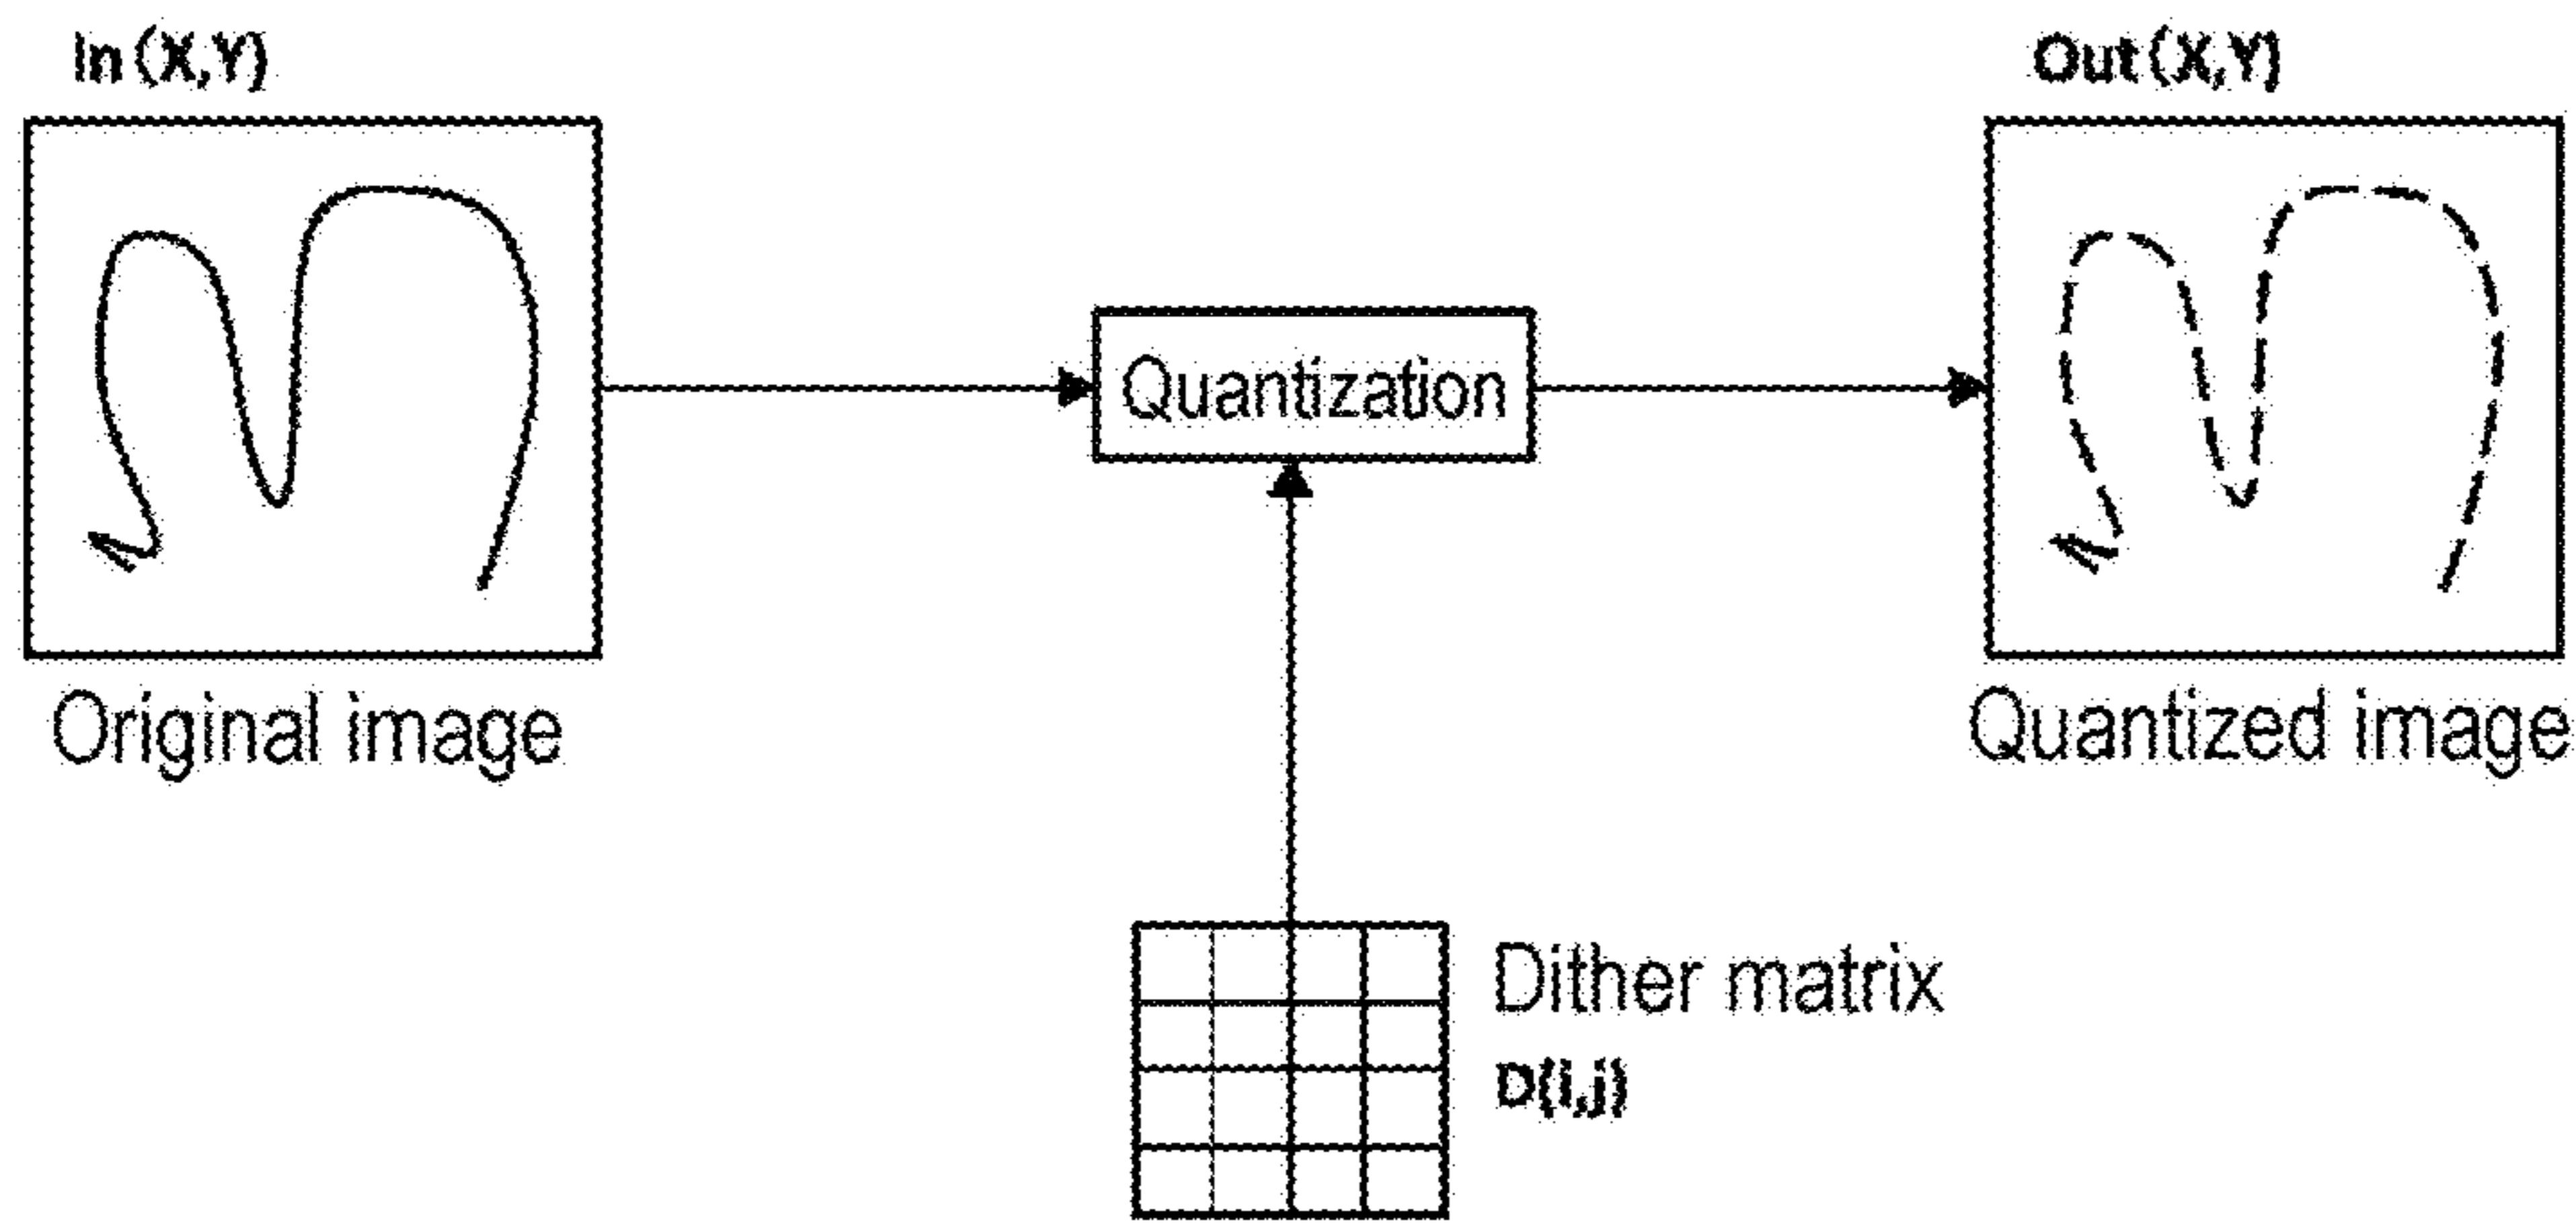 In (X,Y)
Out (X,Y)
Quantization
Original image
Quantized image
Dither matrix
D(i,j)